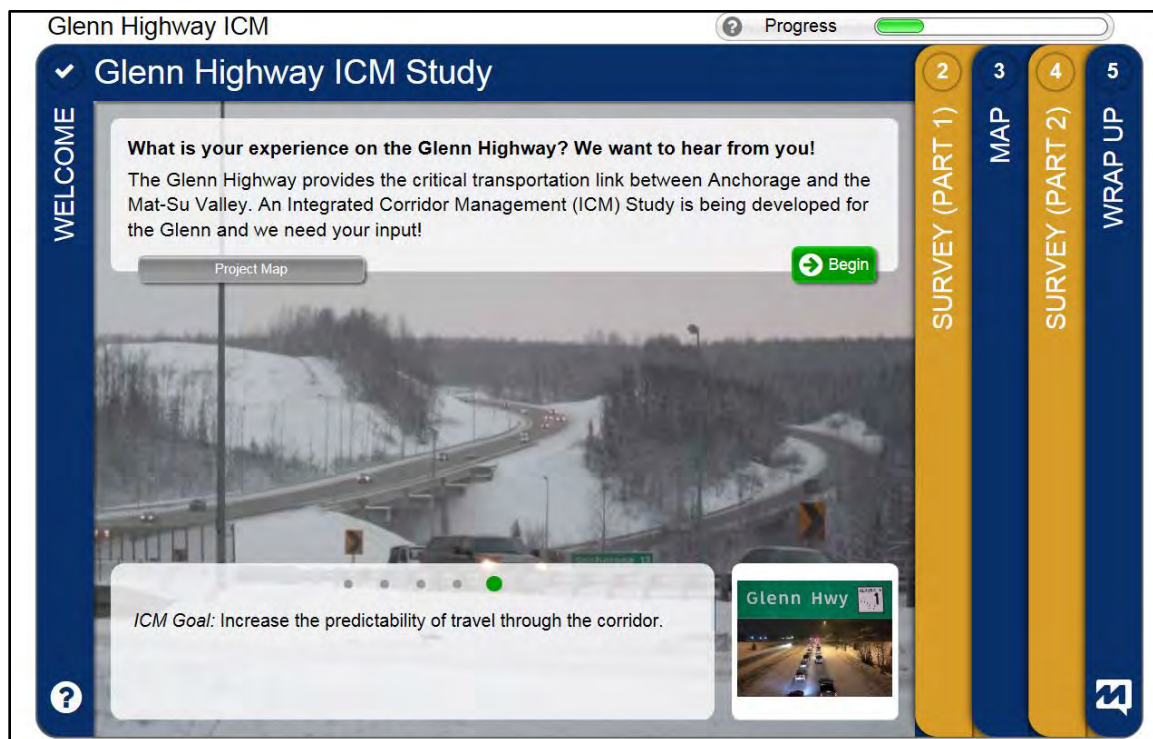 Glenn Highway ICM
? Progress
Glenn Highway ICM Study
WELCOME
What is your experience on the Glenn Highway? We want to hear from you!
The Glenn Highway provides the critical transportation link between Anchorage and the
Mat-Su Valley. An Integrated Corridor Management (ICM) Study is being developed for
the Glenn and we need your input!
Project Map
Begin
ICM Goal: Increase the predictability of travel through the corridor.
Glenn Hwy 1
?
2
SURVEY (PART 1)
3
MAP
4
SURVEY (PART 2)
5
WRAP UP